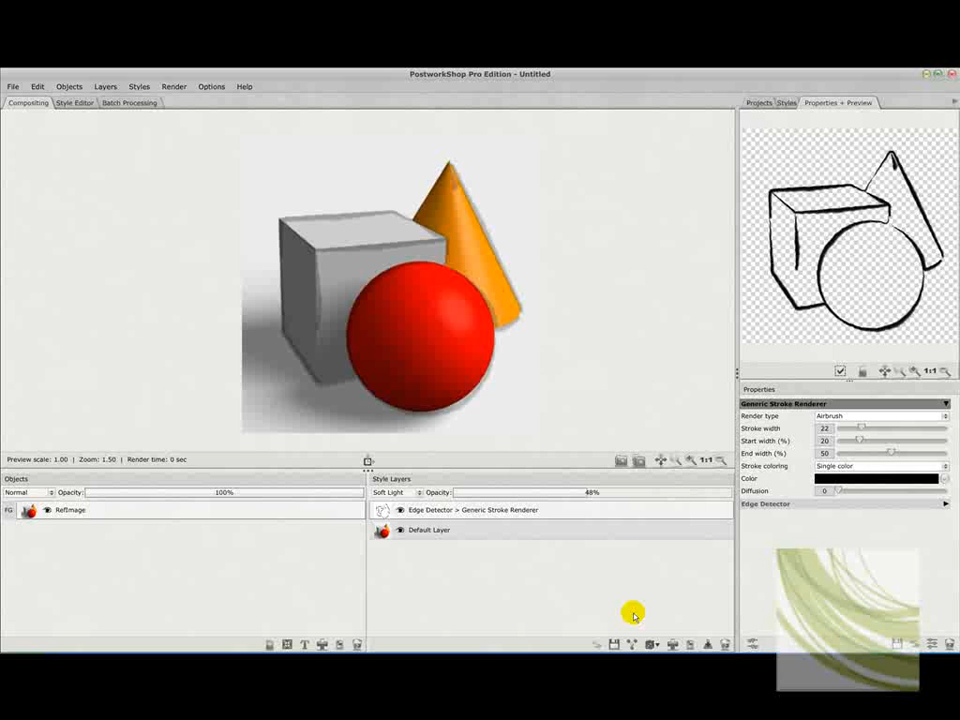 PostworkShop Pro Edition - Untitled
File Edit Objects Layers Styles Render Options Help
Compositing Style Editor Batch Processing
Projects Styles Properties + Preview
1:1
Preview scale: 1.00 | Zoom: 1.50 | Render time: 0 sec
1:1
Properties
Generic Stroke Renderer
Render type Airbrush
Stroke width 22
Start width (%) 20
End width (%) 50
Stroke coloring Single color
Color
Diffusion 0
Edge Detector
Objects
Normal Opacity: 100%
FG RefImage
Style Layers
Soft Light Opacity: 48%
Edge Detector > Generic Stroke Renderer
Default Layer
T